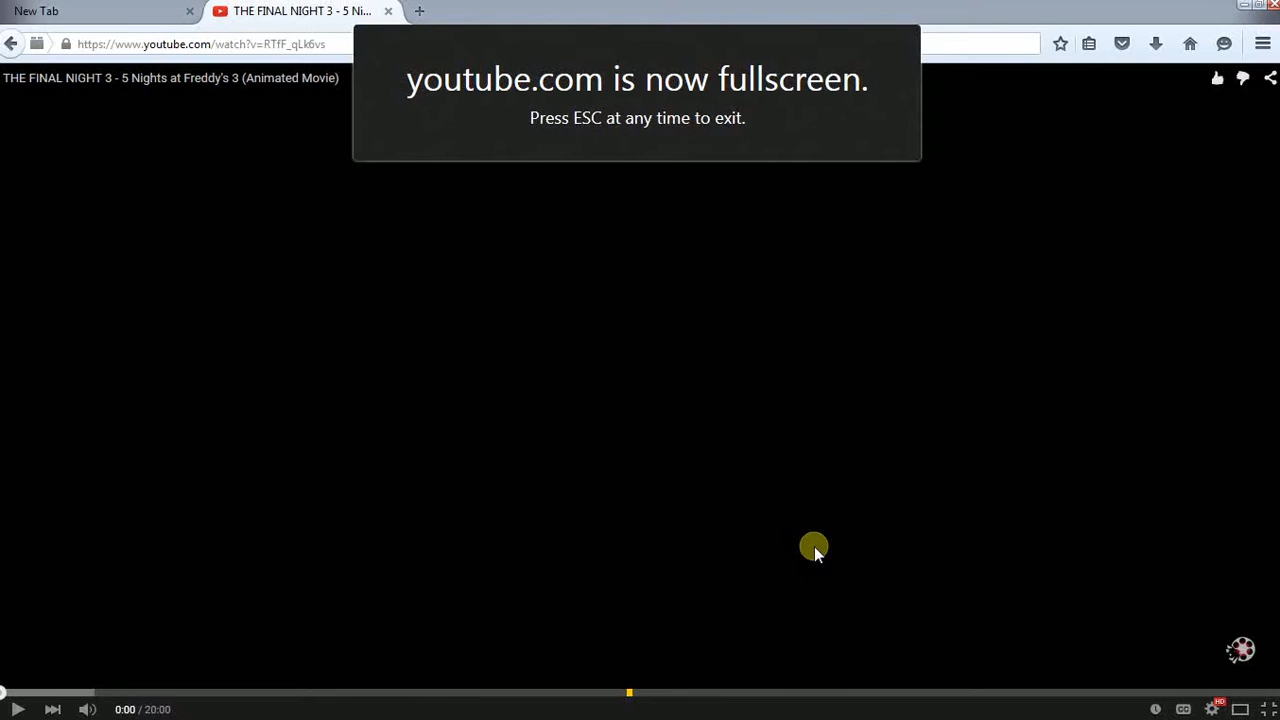 New Tab
THE FINAL NIGHT 3 - 5 Ni...
https://www.youtube.com/watch?v=RTfF_qLk6vs
youtube.com is now fullscreen.
Press ESC at any time to exit.
THE FINAL NIGHT 3 - 5 Nights at Freddy's 3 (Animated Movie)
0:00 / 20:00
CC
HD